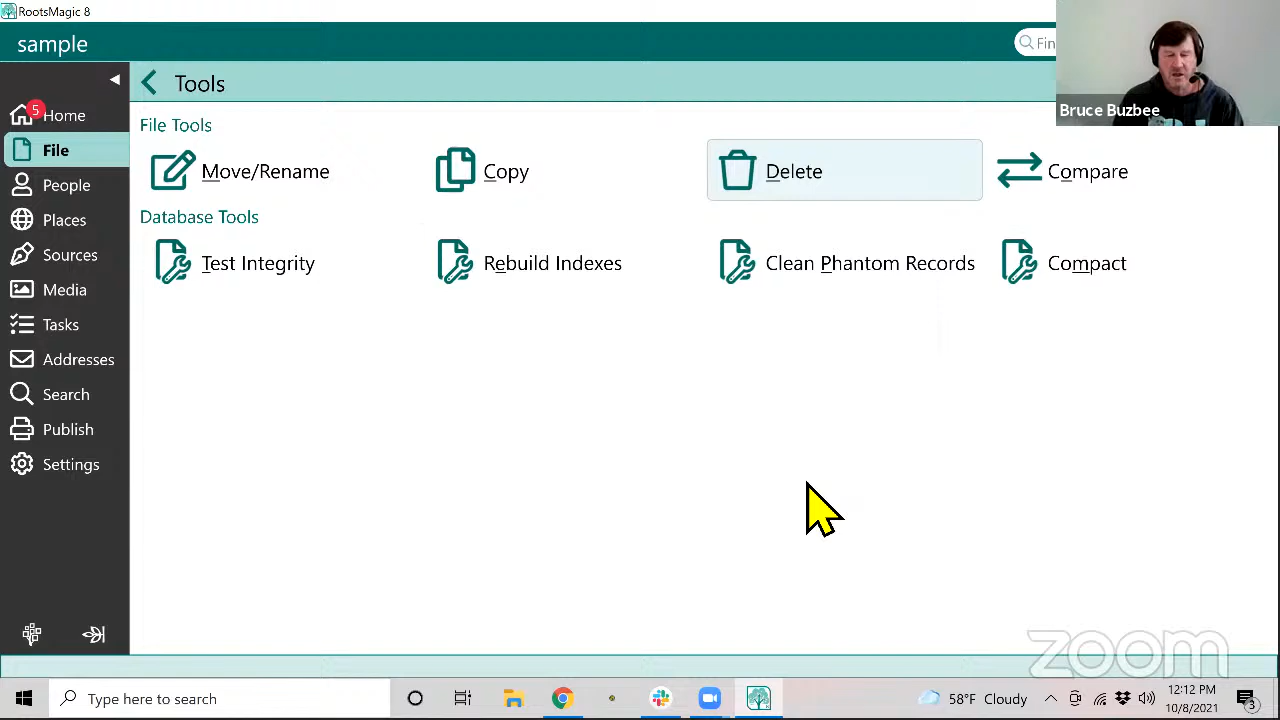 RootsMagic 8
sample
Fin
Bruce Buzbee
Tools
5
Home
File
People
Places
Sources
Media
Tasks
Addresses
Search
Publish
Settings
File Tools
Move/Rename
Copy
Delete
Compare
Database Tools
Test Integrity
Rebuild Indexes
Clean Phantom Records
Compact
zoom
Type here to search
58°F Cloudy
12:12 PM
10/8/2021
3